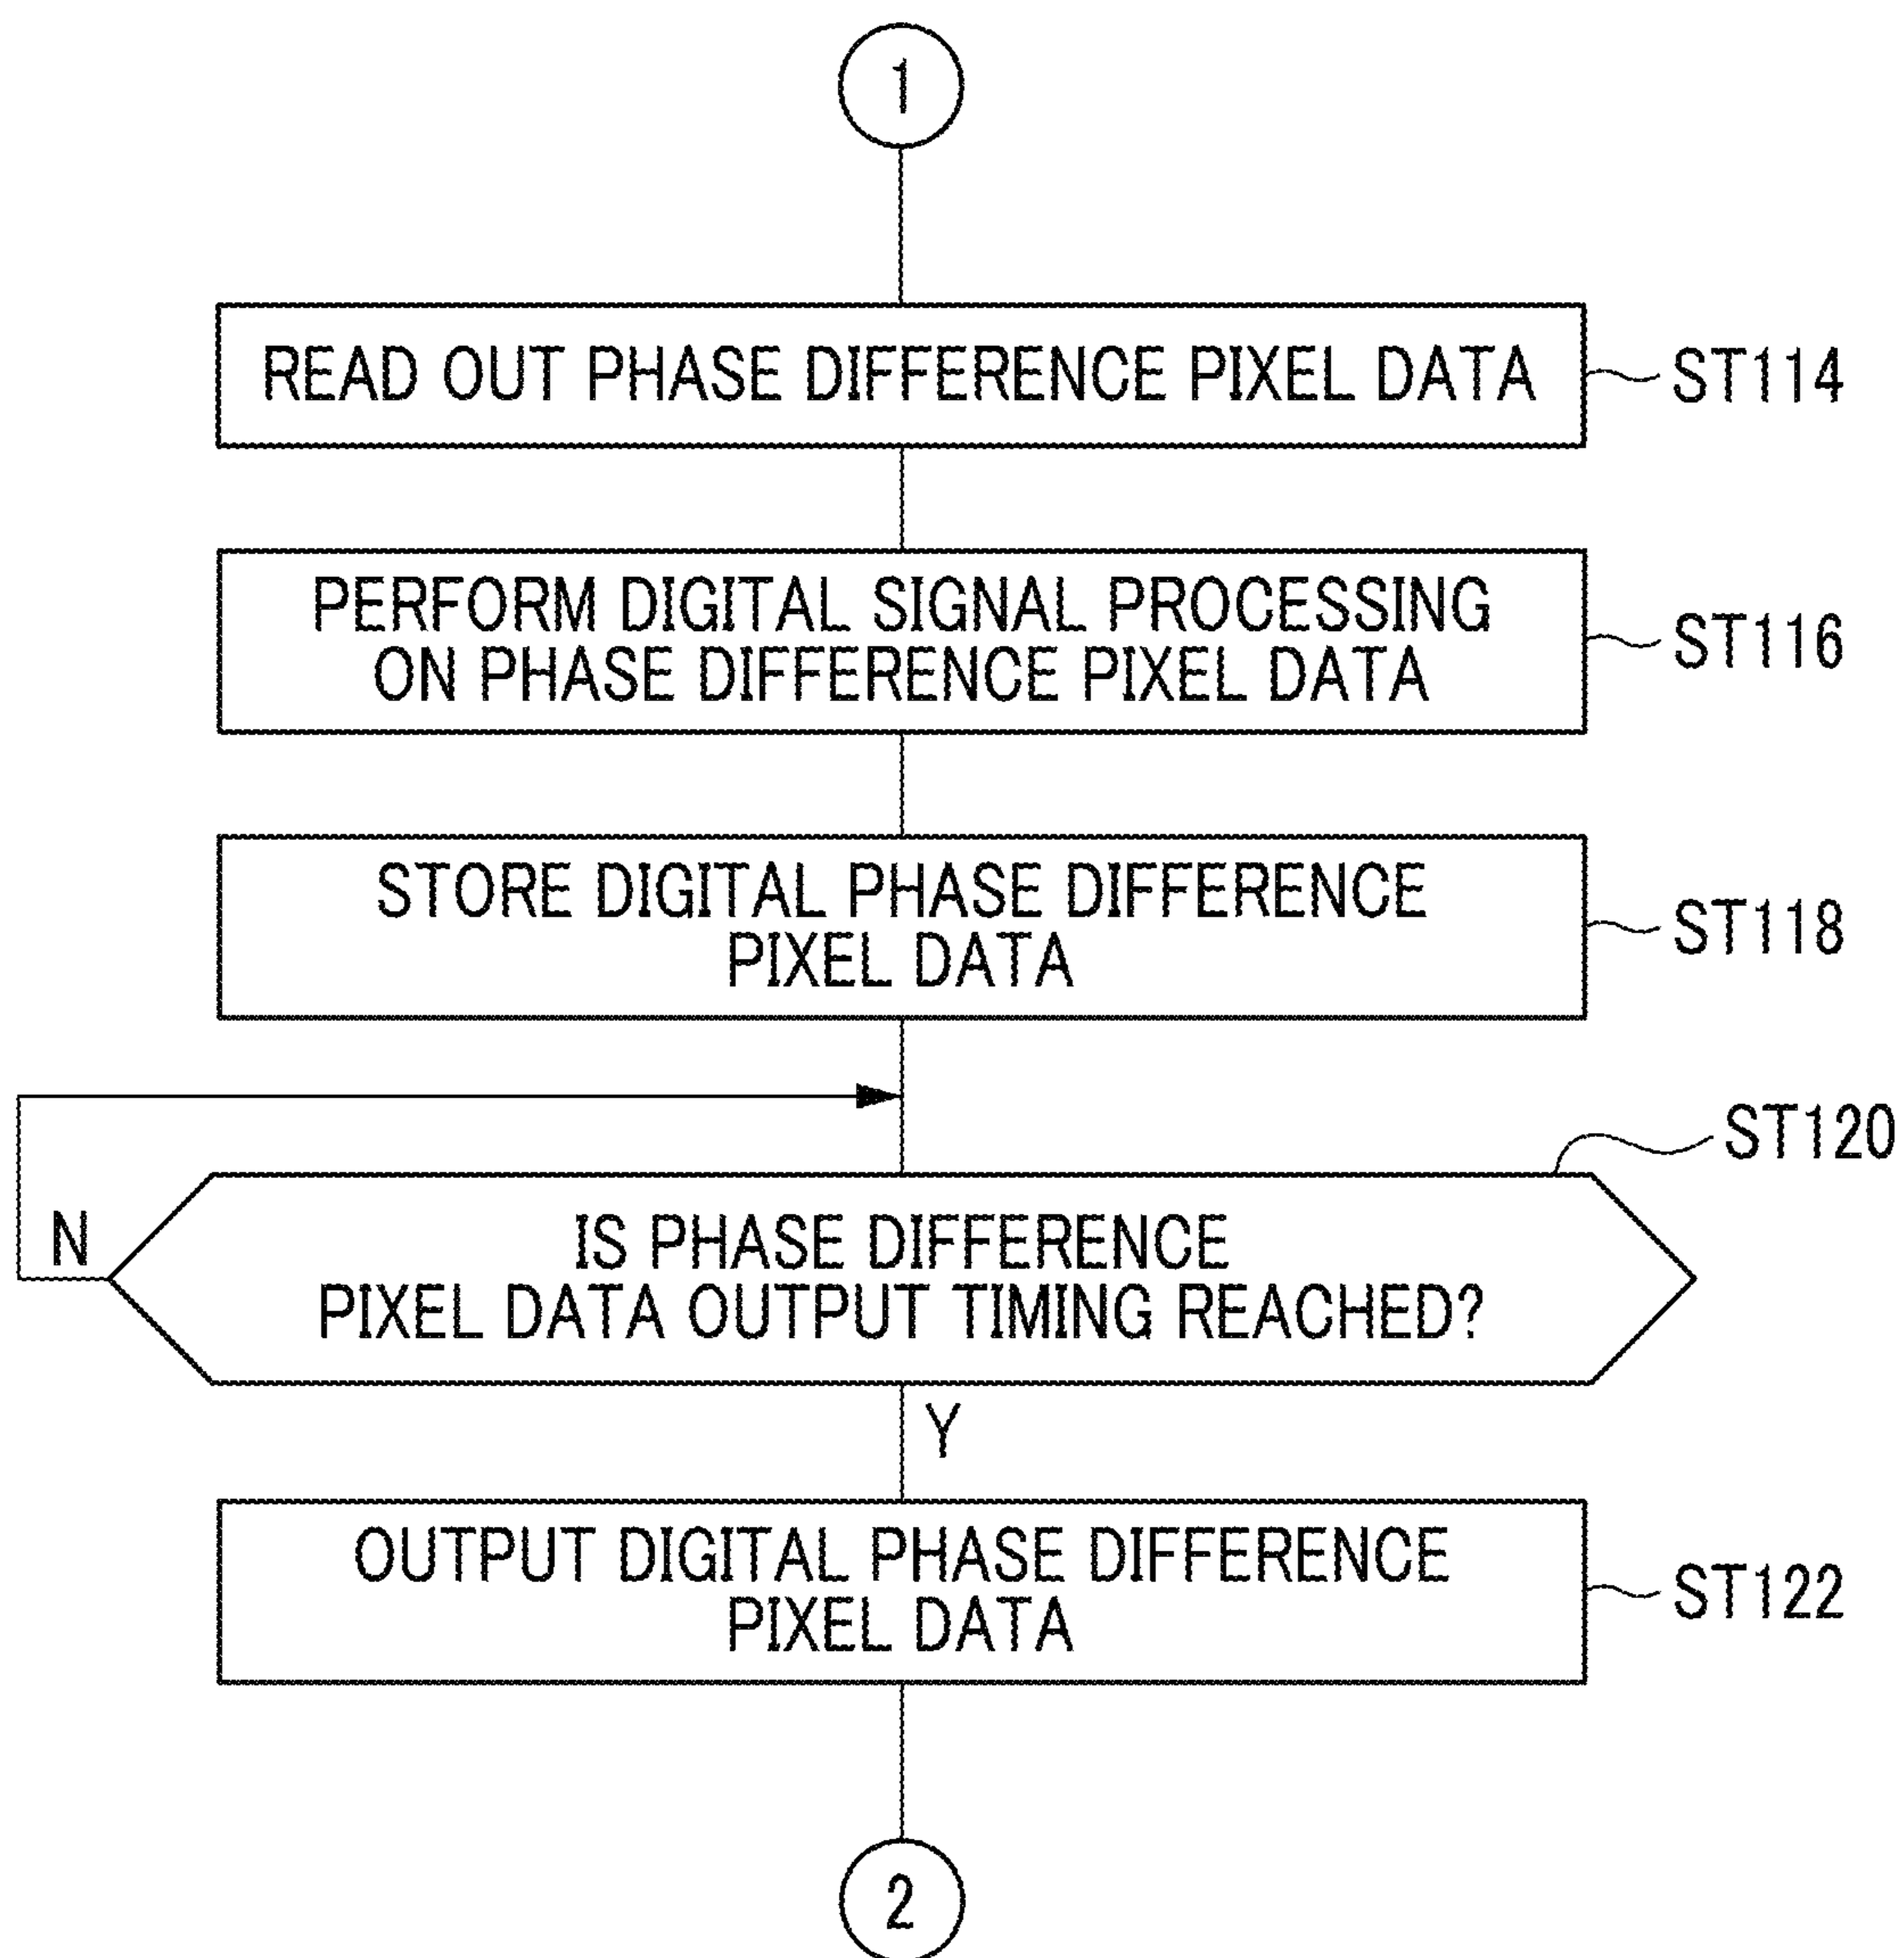 1
READ OUT PHASE DIFFERENCE PIXEL DATA
ST114
PERFORM DIGITAL SIGNAL PROCESSING
ON PHASE DIFFERENCE PIXEL DATA
ST116
STORE DIGITAL PHASE DIFFERENCE
PIXEL DATA
ST118
ST120
N
IS PHASE DIFFERENCE
PIXEL DATA OUTPUT TIMING REACHED?
Y
OUTPUT DIGITAL PHASE DIFFERENCE
PIXEL DATA
ST122
2